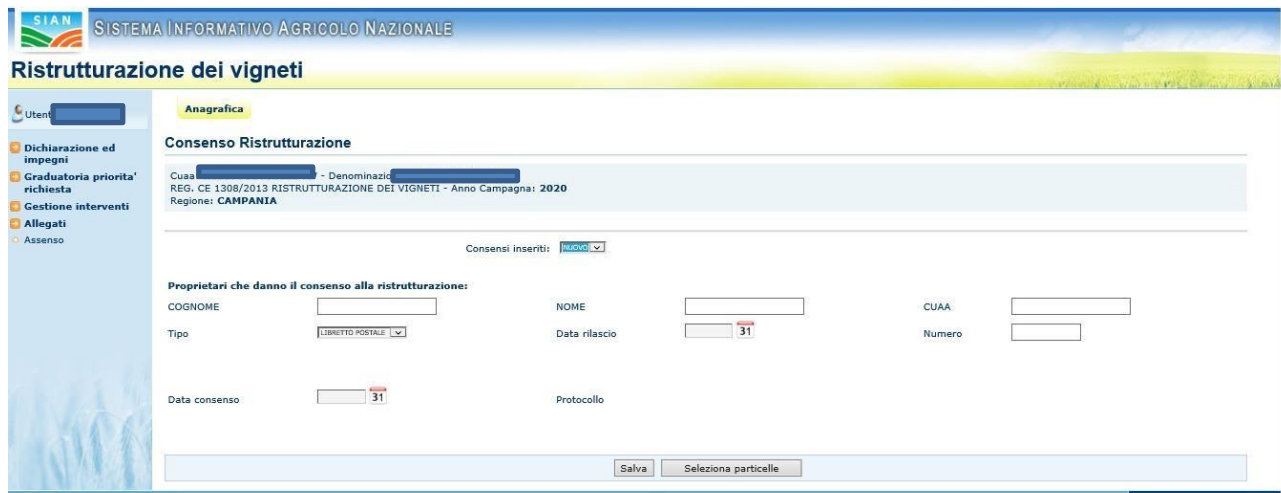 SIAN
SISTEMA INFORMATIVO AGRICOLO NAZIONALE
Ristrutturazione dei vigneti
Utent
Dichiarazione ed
impegni
Graduatoria priorita'
richiesta
Gestione interventi
Allegati
Assenso
Anagrafica
Consenso Ristrutturazione
Cuaa - Denominazio
REG. CE 1308/2013 RISTRUTTURAZIONE DEI VIGNETI - Anno Campagna: 2020
Regione: CAMPANIA
Consensi inseriti: NUOVO
Proprietari che danno il consenso alla ristrutturazione:
COGNOME NOME CUAA
Tipo LIBRETTO POSTALE Data rilascio 31 Numero
Data consenso 31 Protocollo
Salva Seleziona particelle